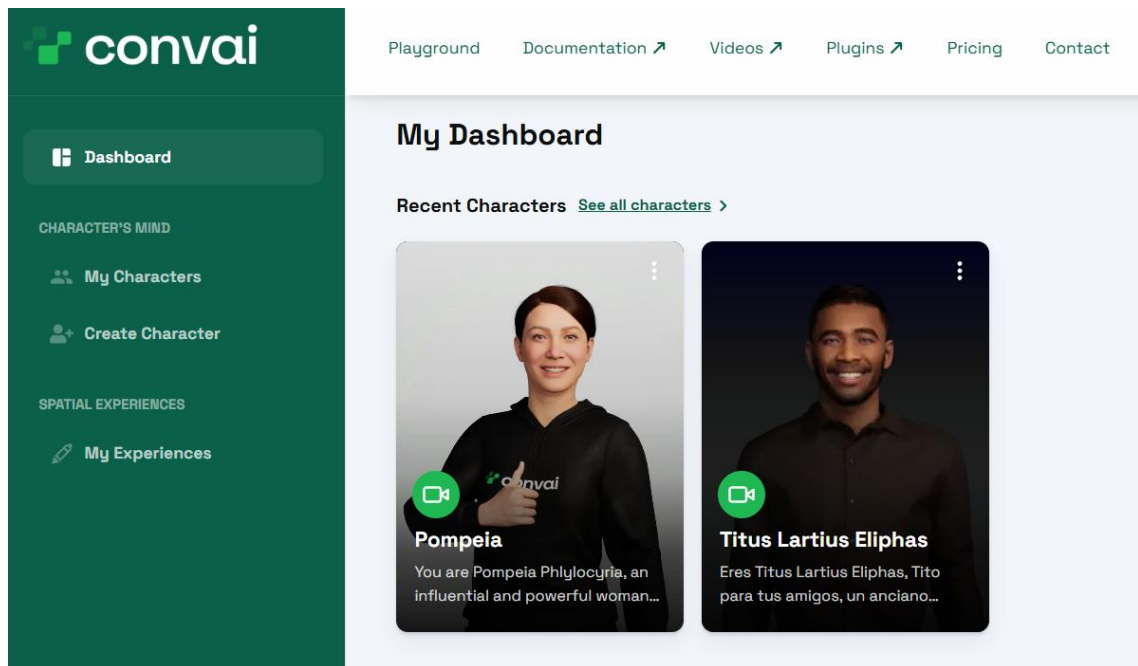 convai
Playground Documentation Videos Plugins Pricing Contact
Dashboard
CHARACTER'S MIND
My Characters
Create Character
SPATIAL EXPERIENCES
My Experiences
My Dashboard
Recent Characters See all characters
convai
Pompeia
You are Pompeia Phlylocyria, an
influential and powerful woman...
Titus Lartius Eliphas
Eres Titus Lartius Eliphas, Tito
para tus amigos, un anciano...